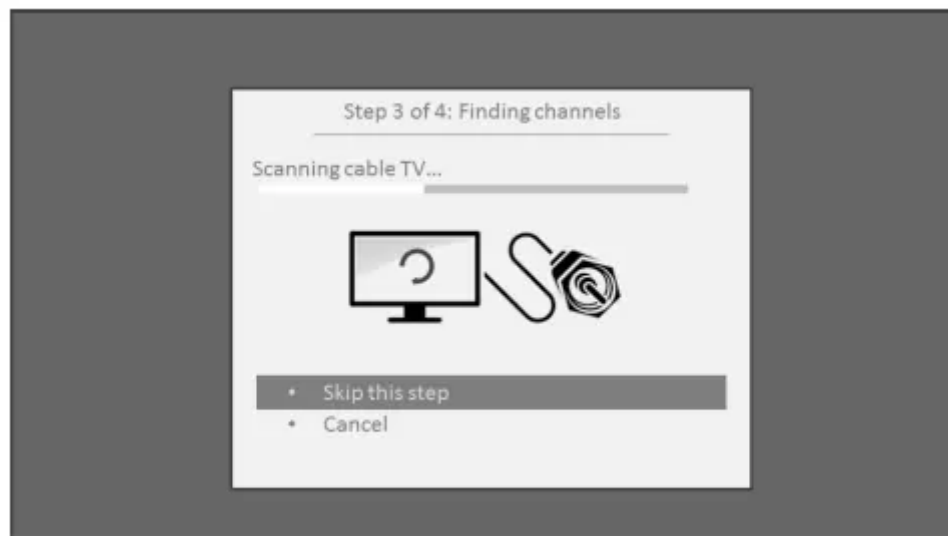 Step 3 of 4: Finding channels
Scanning cable TV...
• Skip this step
• Cancel